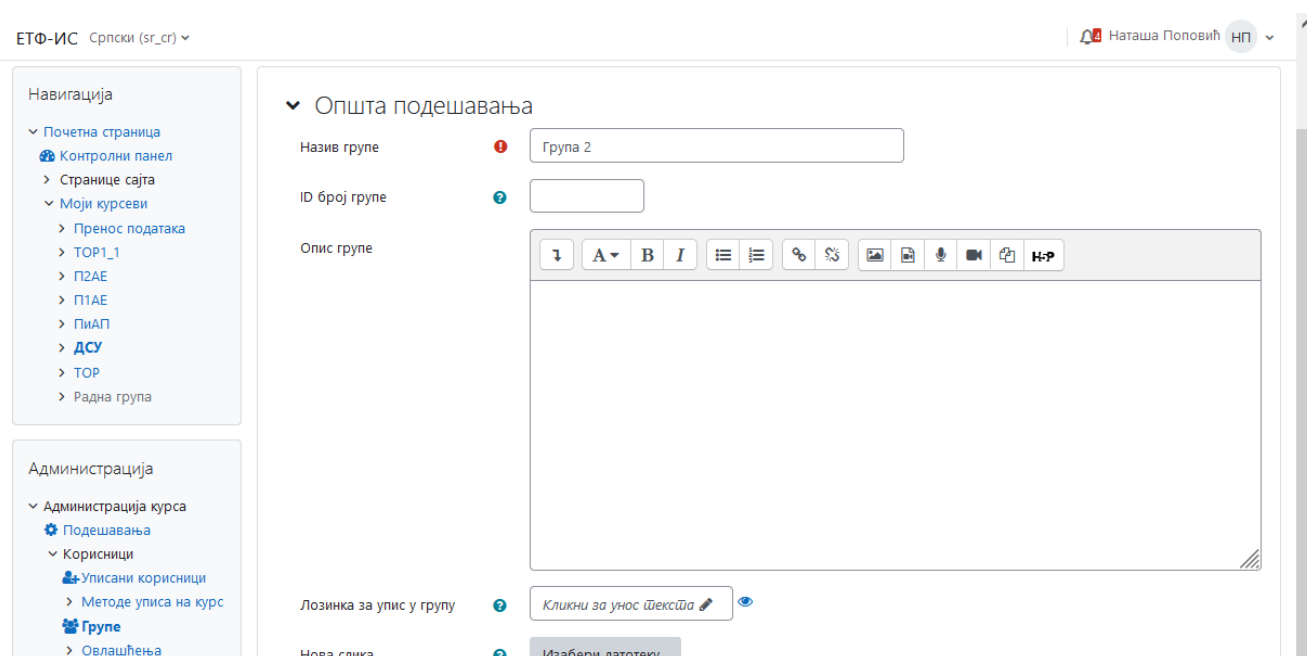 ЕТФ-ИС Српски (sr_cr)
4 Наташа Поповић НП
Навигација
Почетна страница
Контролни панел
Странице сајта
Моји курсеви
Пренос података
ТОР1_1
П2АЕ
П1АЕ
ПиАП
ДСУ
ТОР
Радна група
Администрација
Администрација курса
Подешавања
Корисници
Уписани корисници
Методе уписа на курс
Групе
Овлашћења
Општа подешавања
Назив групе
Група 2
ID број групе
Опис групе
A B I
H-P
Лозинка за упис у групу
Кликни за унос текста
Нова слика
Изабери датотеку...